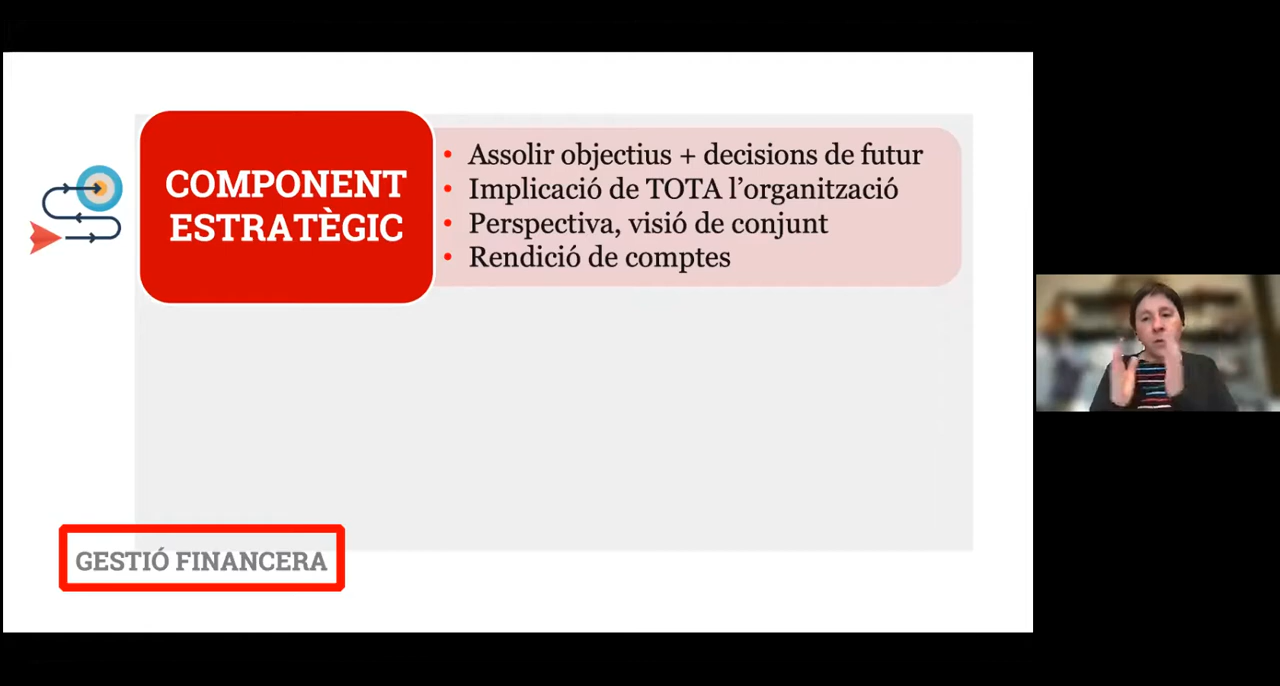 COMPONENT
ESTRATÈGIC
• Assolir objectius + decisions de futur
• Implicació de TOTA l’organització
• Perspectiva, visió de conjunt
• Rendició de comptes
GESTIÓ FINANCERA